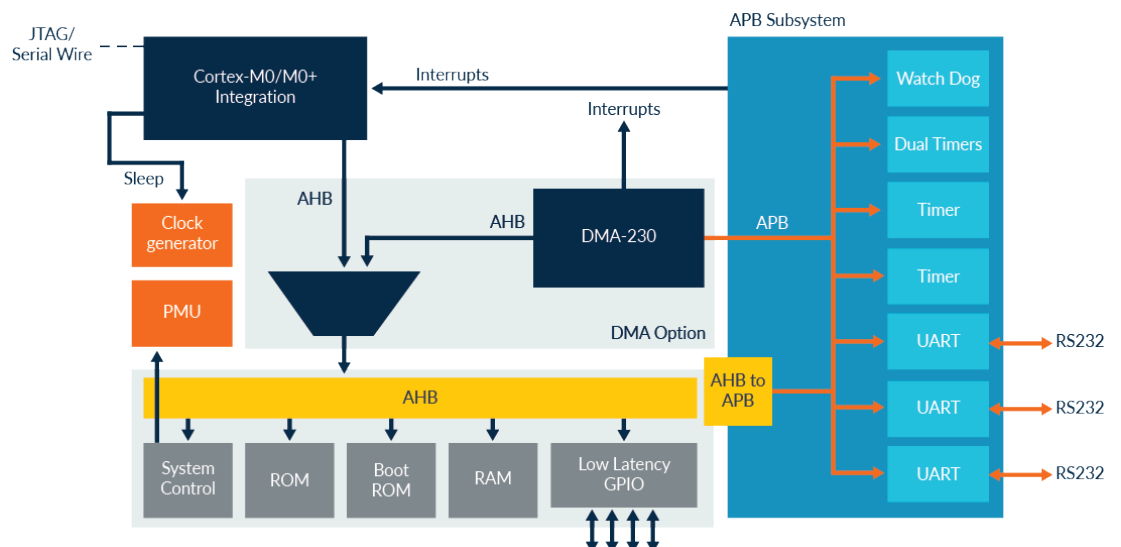 APB Subsystem
JTAG/
Serial Wire
Cortex-M0/M0+
Integration
Interrupts
Watch Dog
Interrupts
Dual Timers
Sleep
AHB
AHB
DMA-230
APB
Timer
Clock
generator
Timer
PMU
DMA Option
UART
RS232
AHB
AHB to
APB
UART
RS232
System
Control
ROM
Boot
ROM
RAM
Low Latency
GPIO
UART
RS232